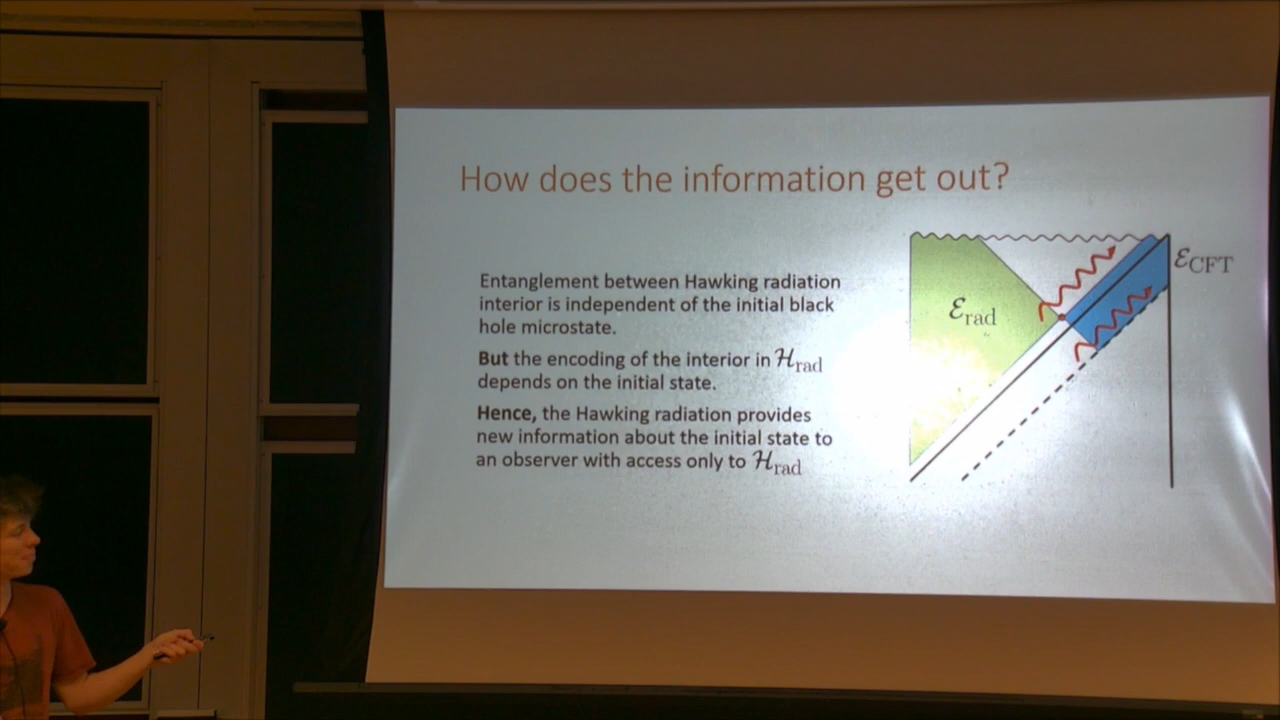 How does the information get out?
Entanglement between Hawking radiation
interior is independent of the initial black
hole microstate.
But the encoding of the interior in ℋrad
depends on the initial state.
Hence, the Hawking radiation provides
new information about the initial state to
an observer with access only to ℋrad
ℰrad
ℰCFT